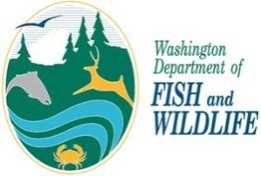 Washington
Department of
FISH and
WILDLIFE